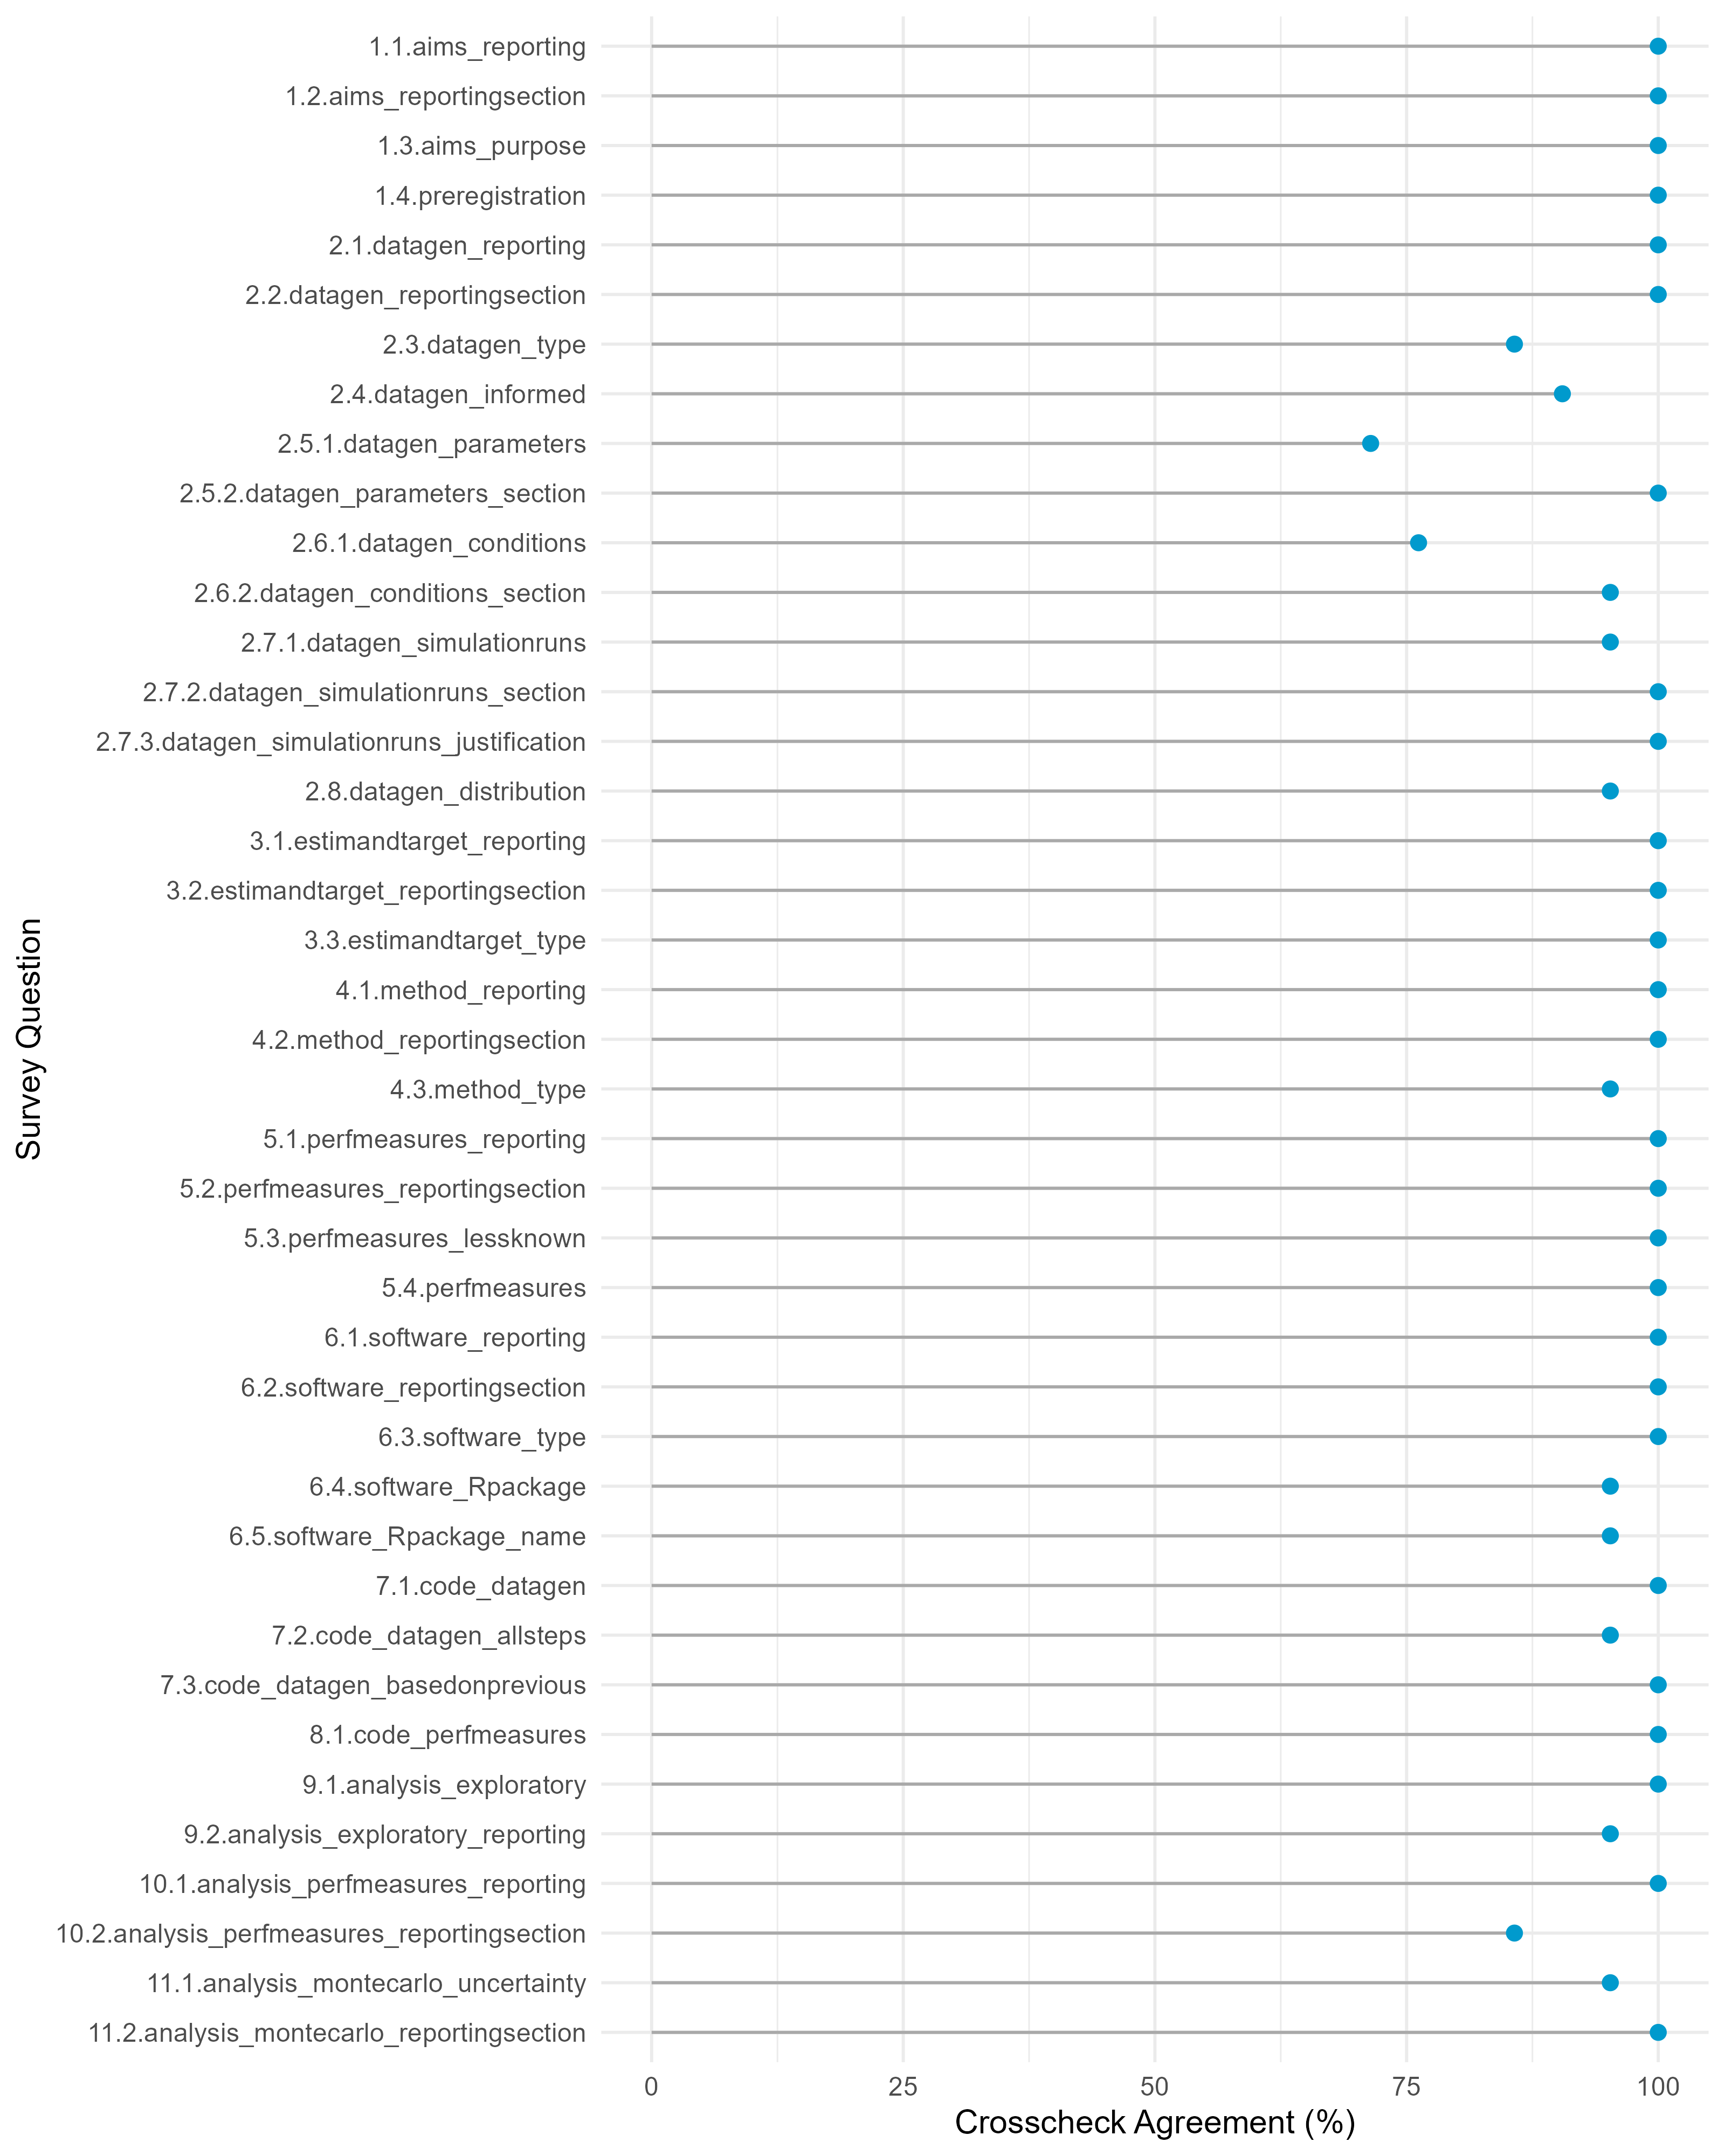 Survey Question
1.1.aims_reporting
1.2.aims_reportingsection
1.3.aims_purpose
1.4.preregistration
2.1.datagen_reporting
2.2.datagen_reportingsection
2.3.datagen_type
2.4.datagen_informed
2.5.1.datagen_parameters
2.5.2.datagen_parameters_section
2.6.1.datagen_conditions
2.6.2.datagen_conditions_section
2.7.1.datagen_simulationruns
2.7.2.datagen_simulationruns_section
2.7.3.datagen_simulationruns_justification
2.8.datagen_distribution
3.1.estimandtarget_reporting
3.2.estimandtarget_reportingsection
3.3.estimandtarget_type
4.1.method_reporting
4.2.method_reportingsection
4.3.method_type
5.1.perfmeasures_reporting
5.2.perfmeasures_reportingsection
5.3.perfmeasures_lessknown
5.4.perfmeasures
6.1.software_reporting
6.2.software_reportingsection
6.3.software_type
6.4.software_Rpackage
6.5.software_Rpackage_name
7.1.code_datagen
7.2.code_datagen_allsteps
7.3.code_datagen_basedonprevious
8.1.code_perfmeasures
9.1.analysis_exploratory
9.2.analysis_exploratory_reporting
10.1.analysis_perfmeasures_reporting
10.2.analysis_perfmeasures_reportingsection
11.1.analysis_montecarlo_uncertainty
11.2.analysis_montecarlo_reportingsection
0 25 50 75 100
Crosscheck Agreement (%)